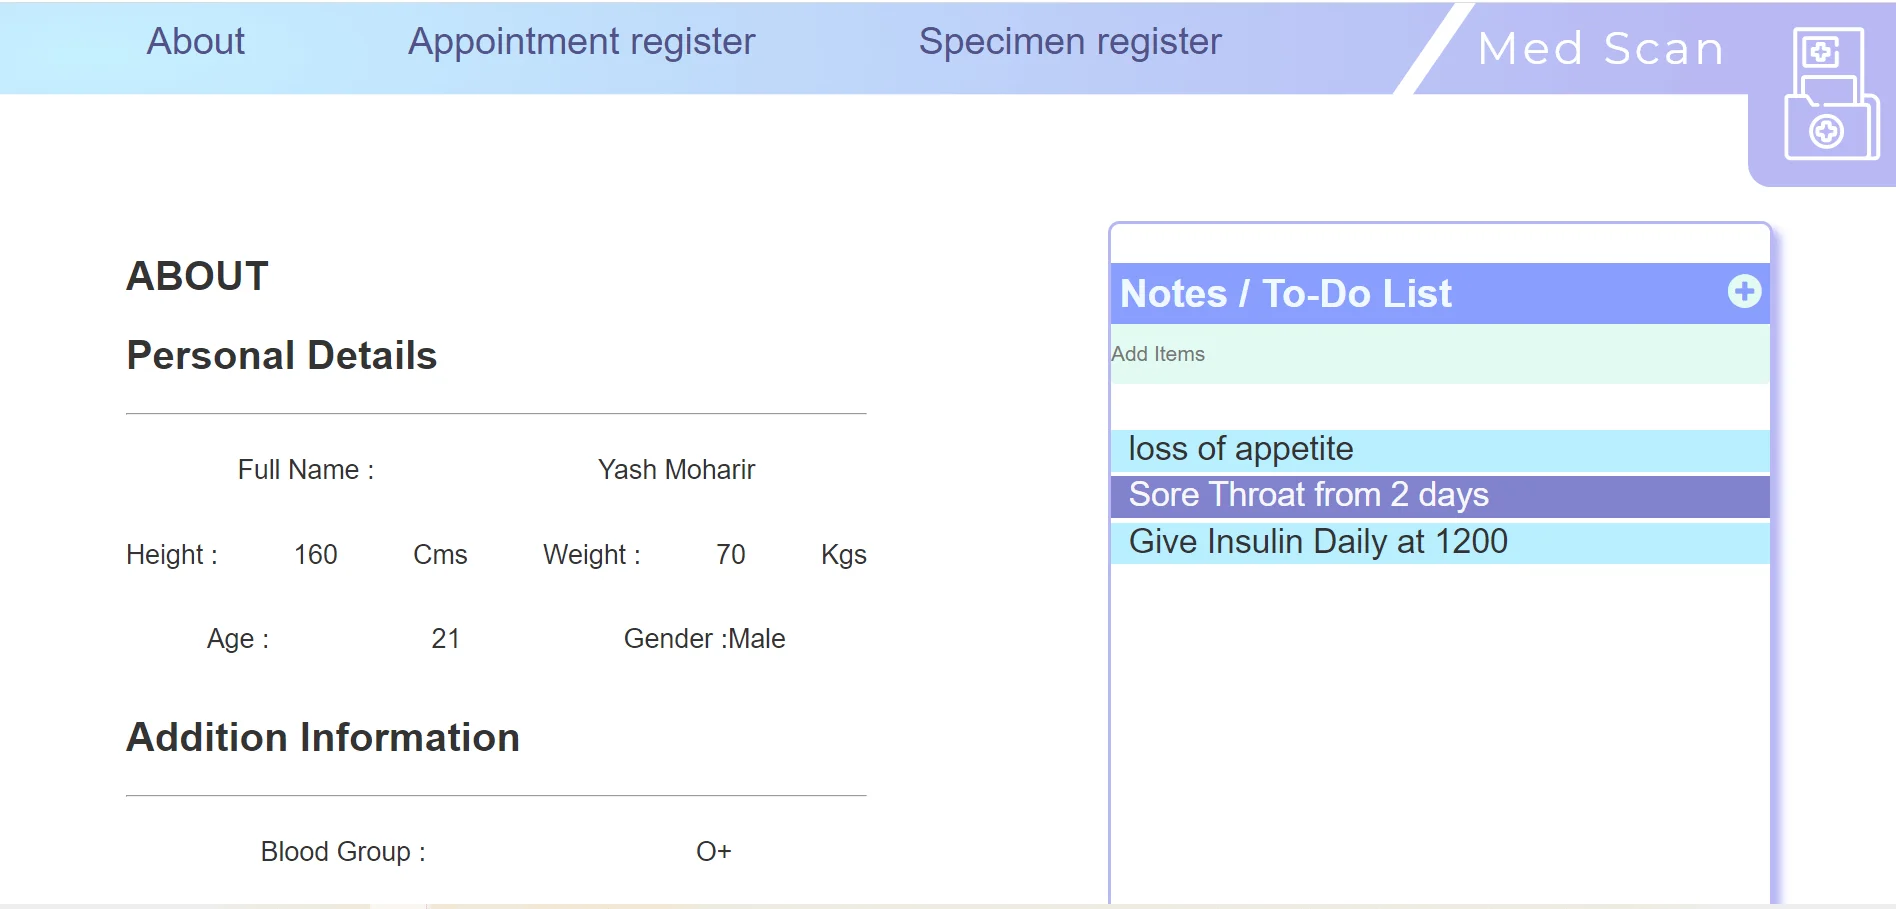 About Appointment register Specimen register Med Scan
ABOUT
Personal Details
Full Name : Yash Moharir
Height : 160 Cms Weight : 70 Kgs
Age : 21 Gender :Male
Addition Information
Blood Group : O+
Notes / To-Do List
Add Items
loss of appetite
Sore Throat from 2 days
Give Insulin Daily at 1200